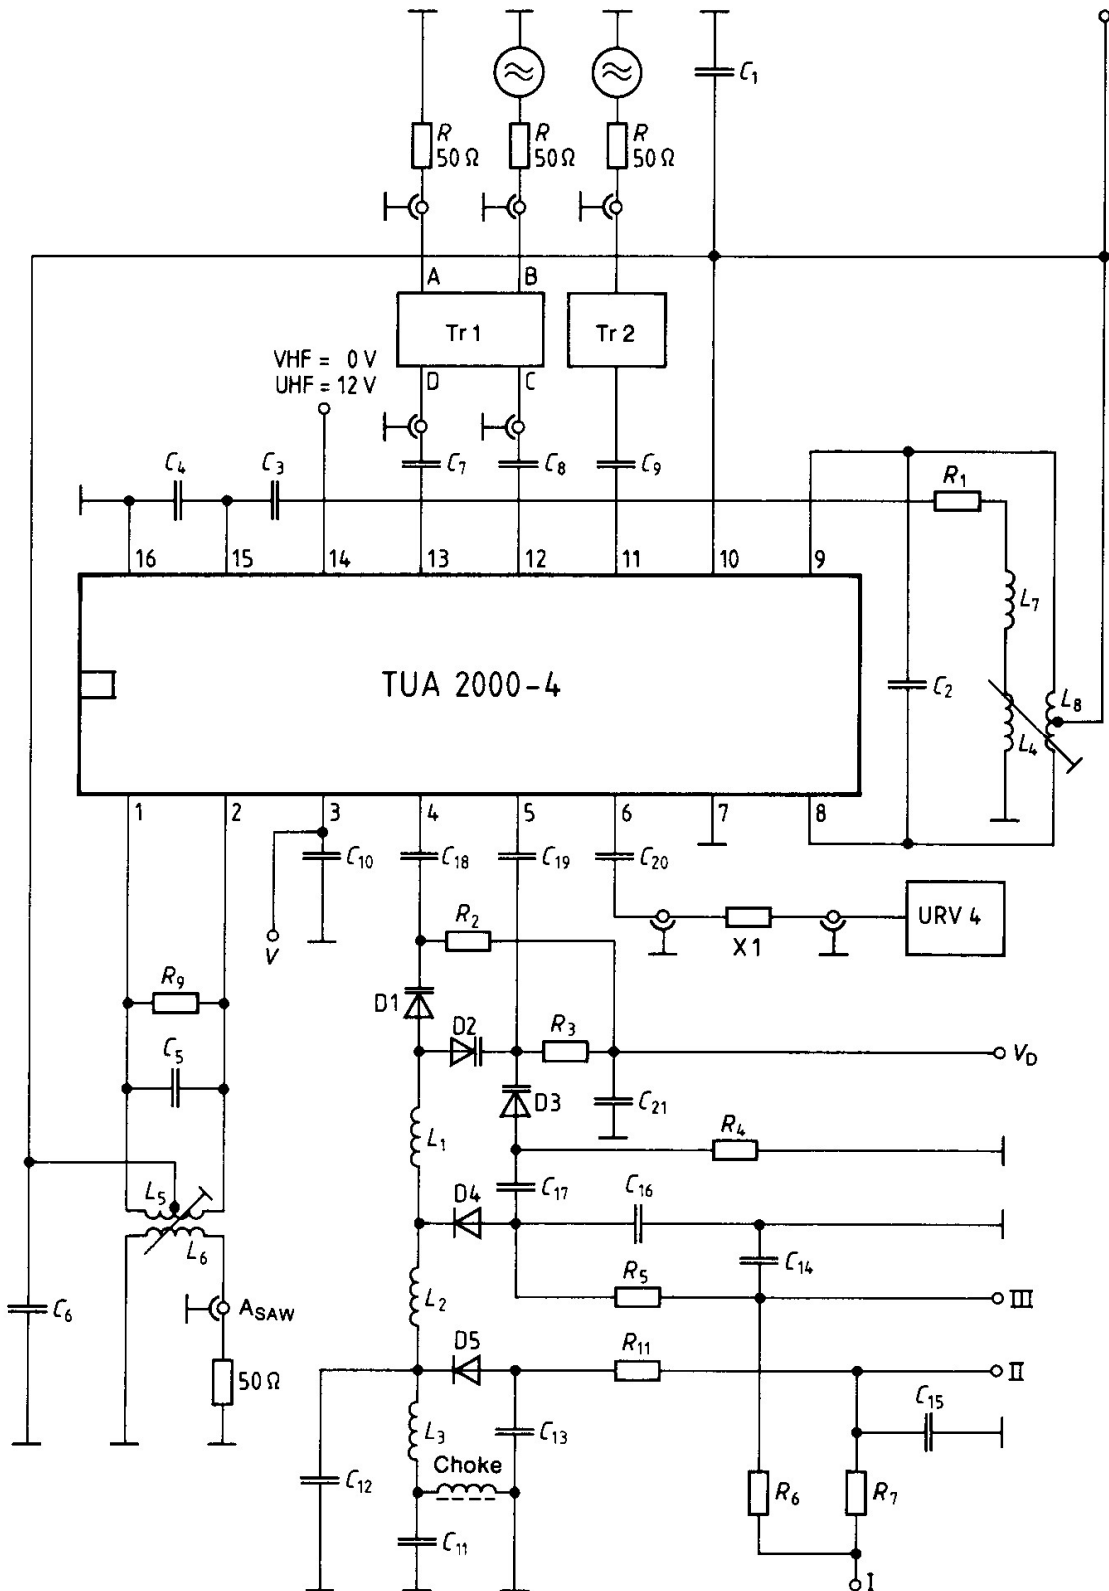 C1
R
50 Ω
R
50 Ω
R
50 Ω
A
B
Tr 1
Tr 2
VHF = 0 V
UHF = 12 V
D
C
C4
C3
C7
C8
C9
R1
16
15
14
13
12
11
10
9
L7
TUA 2000-4
C2
L8
L4
1
2
3
4
5
6
7
8
C10
C18
C19
C20
URV 4
R2
X1
V
R9
D1
D2
R3
VD
C5
D3
C21
L1
R4
C17
C16
L5
D4
L6
C14
R5
III
C6
ASAW
L2
D5
R11
II
50 Ω
C15
L3
C13
Choke
C12
R6
R7
C11
I